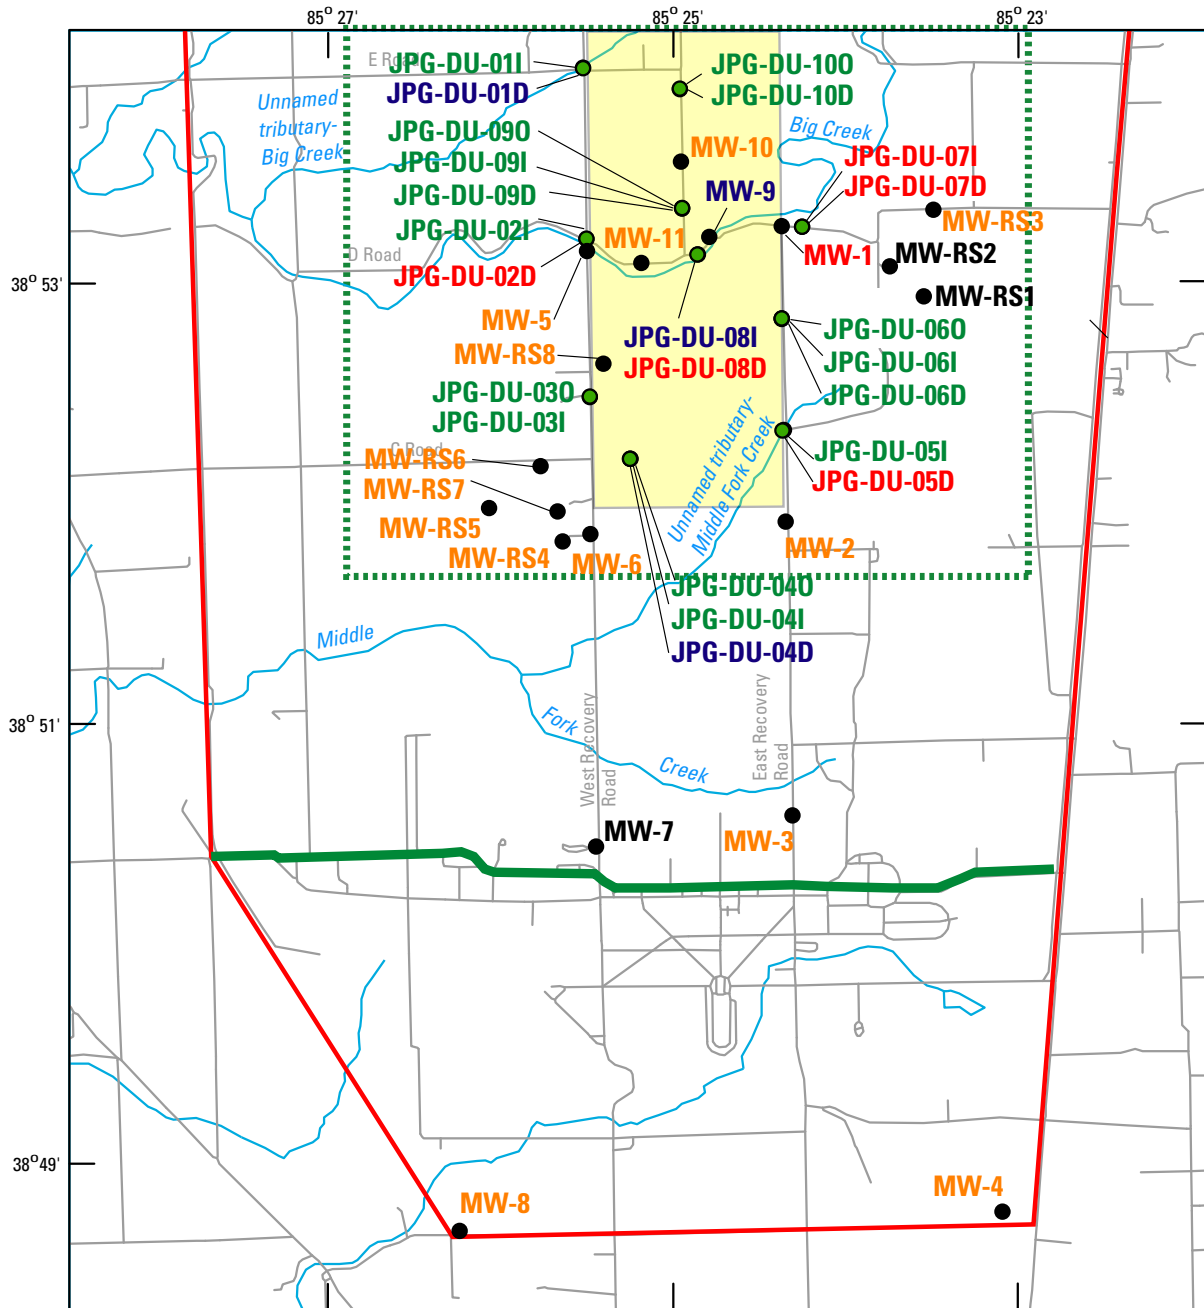 85° 27'
85° 25'
85° 23'
E Road
JPG-DU-01I
JPG-DU-01D
JPG-DU-10O
JPG-DU-10D
Unnamed
tributary-
Big Creek
JPG-DU-09O
JPG-DU-09I
JPG-DU-09D
JPG-DU-02I
MW-10
Big Creek
JPG-DU-07I
JPG-DU-07D
MW-9
MW-RS3
MW-11
D Road
JPG-DU-02D
MW-1
MW-RS2
38° 53'
MW-RS1
MW-5
MW-RS8
JPG-DU-08I
JPG-DU-08D
JPG-DU-06O
JPG-DU-06I
JPG-DU-06D
JPG-DU-03O
JPG-DU-03I
Unnamed tributary-
Middle Fork Creek
C Road
MW-RS6
MW-RS7
MW-RS5
MW-RS4
MW-6
JPG-DU-05I
JPG-DU-05D
MW-2
JPG-DU-04O
JPG-DU-04I
JPG-DU-04D
Middle
Fork
Creek
West Recovery
Road
East Recovery
Road
38° 51'
MW-7
MW-3
38° 49'
MW-8
MW-4